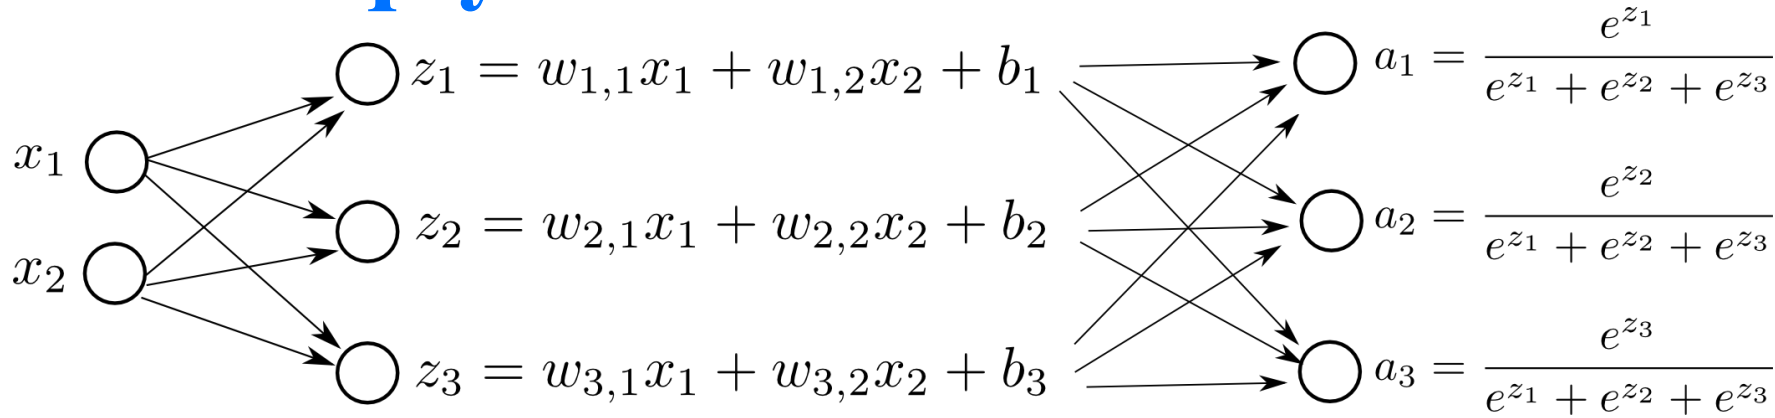 x₁
x₂
z₁ = w₁,₁x₁ + w₁,₂x₂ + b₁
z₂ = w₂,₁x₁ + w₂,₂x₂ + b₂
z₃ = w₃,₁x₁ + w₃,₂x₂ + b₃
a₁ = e^{z₁} / (e^{z₁} + e^{z₂} + e^{z₃})
a₂ = e^{z₂} / (e^{z₁} + e^{z₂} + e^{z₃})
a₃ = e^{z₃} / (e^{z₁} + e^{z₂} + e^{z₃})